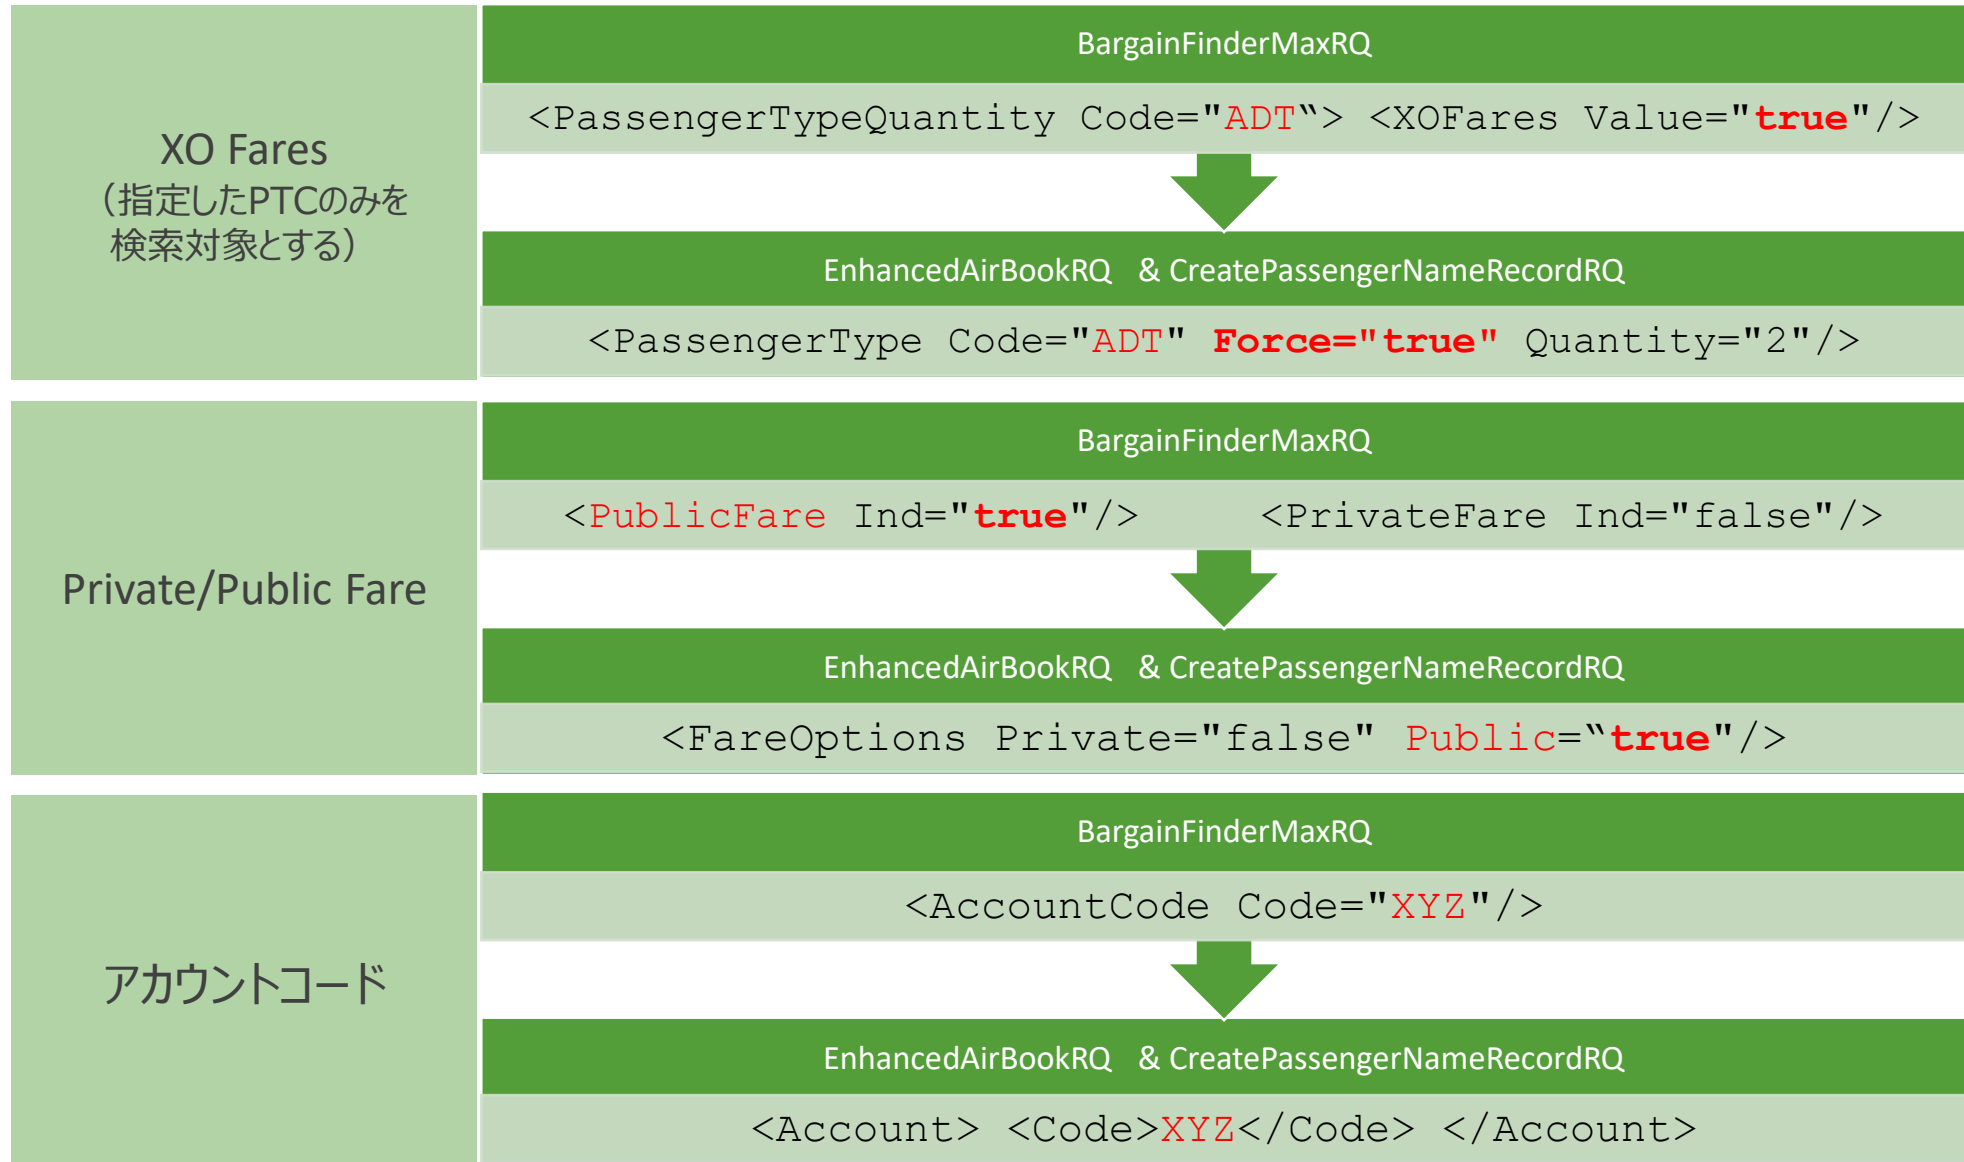 XO Fares
（指定したPTCのみを
検索対象とする）
BargainFinderMaxRQ
<PassengerTypeQuantity Code="ADT‟> <XOFares Value="true"/>
EnhancedAirBookRQ & CreatePassengerNameRecordRQ
<PassengerType Code="ADT" Force="true" Quantity="2"/>
Private/Public Fare
BargainFinderMaxRQ
<PublicFare Ind="true"/> <PrivateFare Ind="false"/>
EnhancedAirBookRQ & CreatePassengerNameRecordRQ
<FareOptions Private="false" Public=“true"/>
アカウントコード
BargainFinderMaxRQ
<AccountCode Code="XYZ"/>
EnhancedAirBookRQ & CreatePassengerNameRecordRQ
<Account> <Code>XYZ</Code> </Account>